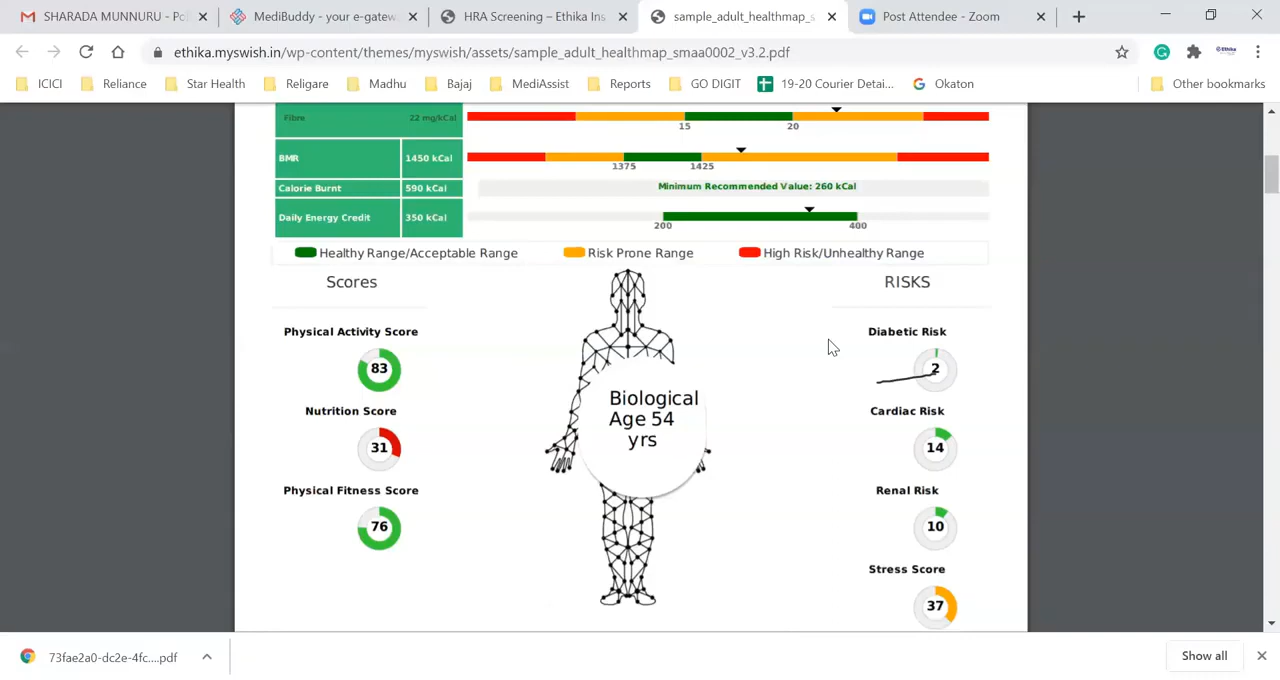 SHARADA MUNNURU - Po
MediBuddy - your e-gatew
HRA Screening – Ethika Ins
sample_adult_healthmap_s
Post Attendee - Zoom
ethika.myswish.in/wp-content/themes/myswish/assets/sample_adult_healthmap_smaa0002_v3.2.pdf
ICICI Reliance Star Health Religare Madhu Bajaj MediAssist Reports GO DIGIT 19-20 Courier Detai... Okaton Other bookmarks
Fibre 22 mg/kCal
15 20
BMR 1450 kCal
1375 1425
Calorie Burnt 590 kCal Minimum Recommended Value: 260 kCal
Daily Energy Credit 350 kCal
200 400
Healthy Range/Acceptable Range Risk Prone Range High Risk/Unhealthy Range
Scores
Physical Activity Score
83
Nutrition Score
31
Physical Fitness Score
76
Biological
Age 54
yrs
RISKS
Diabetic Risk
2
Cardiac Risk
14
Renal Risk
10
Stress Score
37
73fae2a0-dc2e-4fc....pdf
Show all